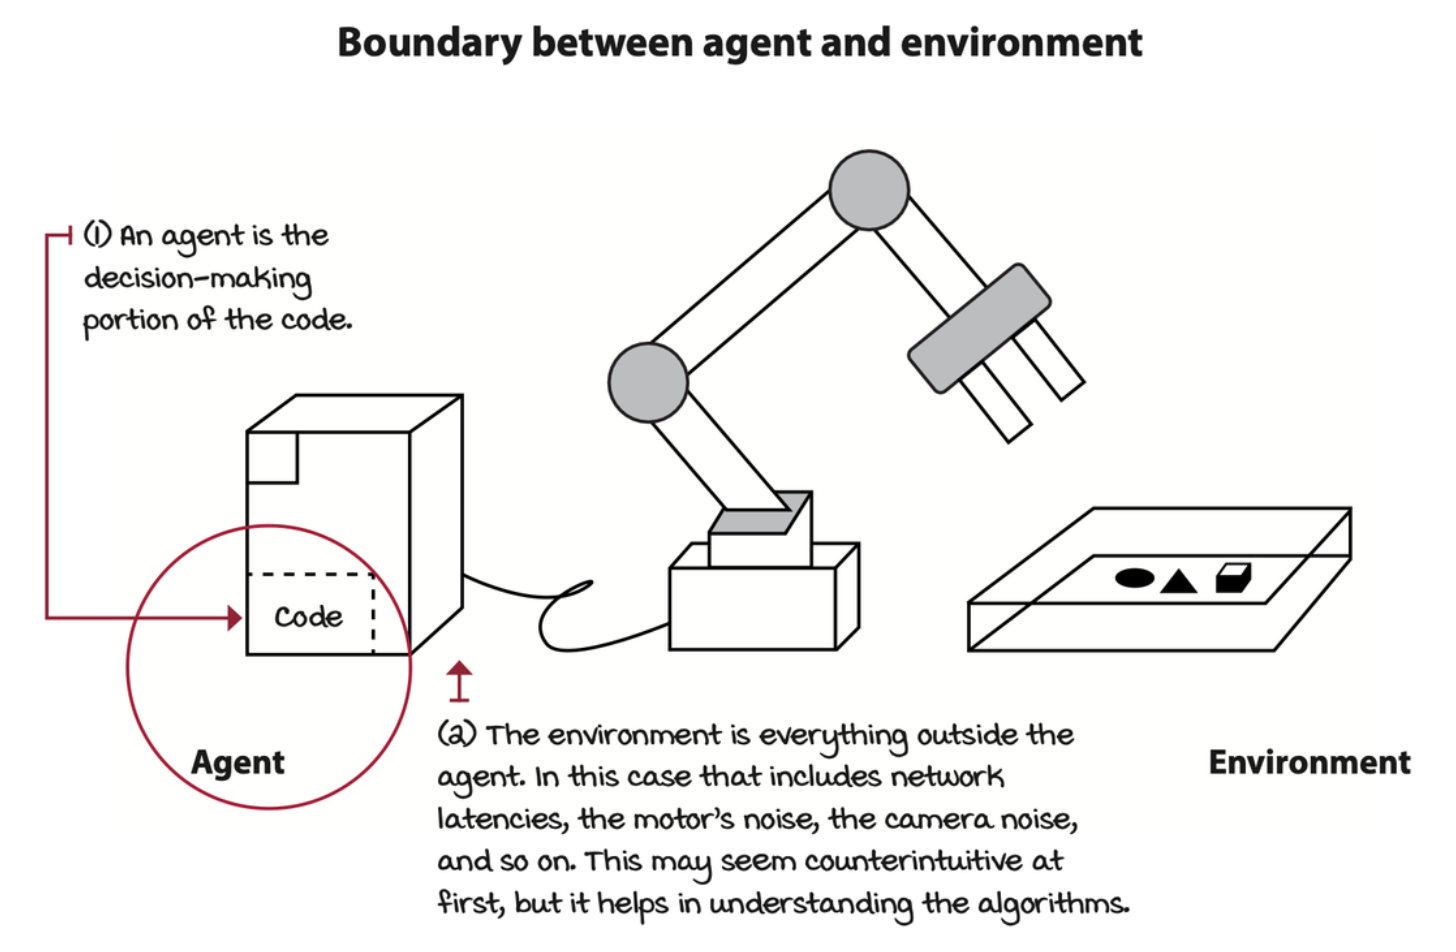 Boundary between agent and environment
(1) An agent is the
decision-making
portion of the code.
Code
Agent
(2) The environment is everything outside the
agent. In this case that includes network
latencies, the motor's noise, the camera noise,
and so on. This may seem counterintuitive at
first, but it helps in understanding the algorithms.
Environment